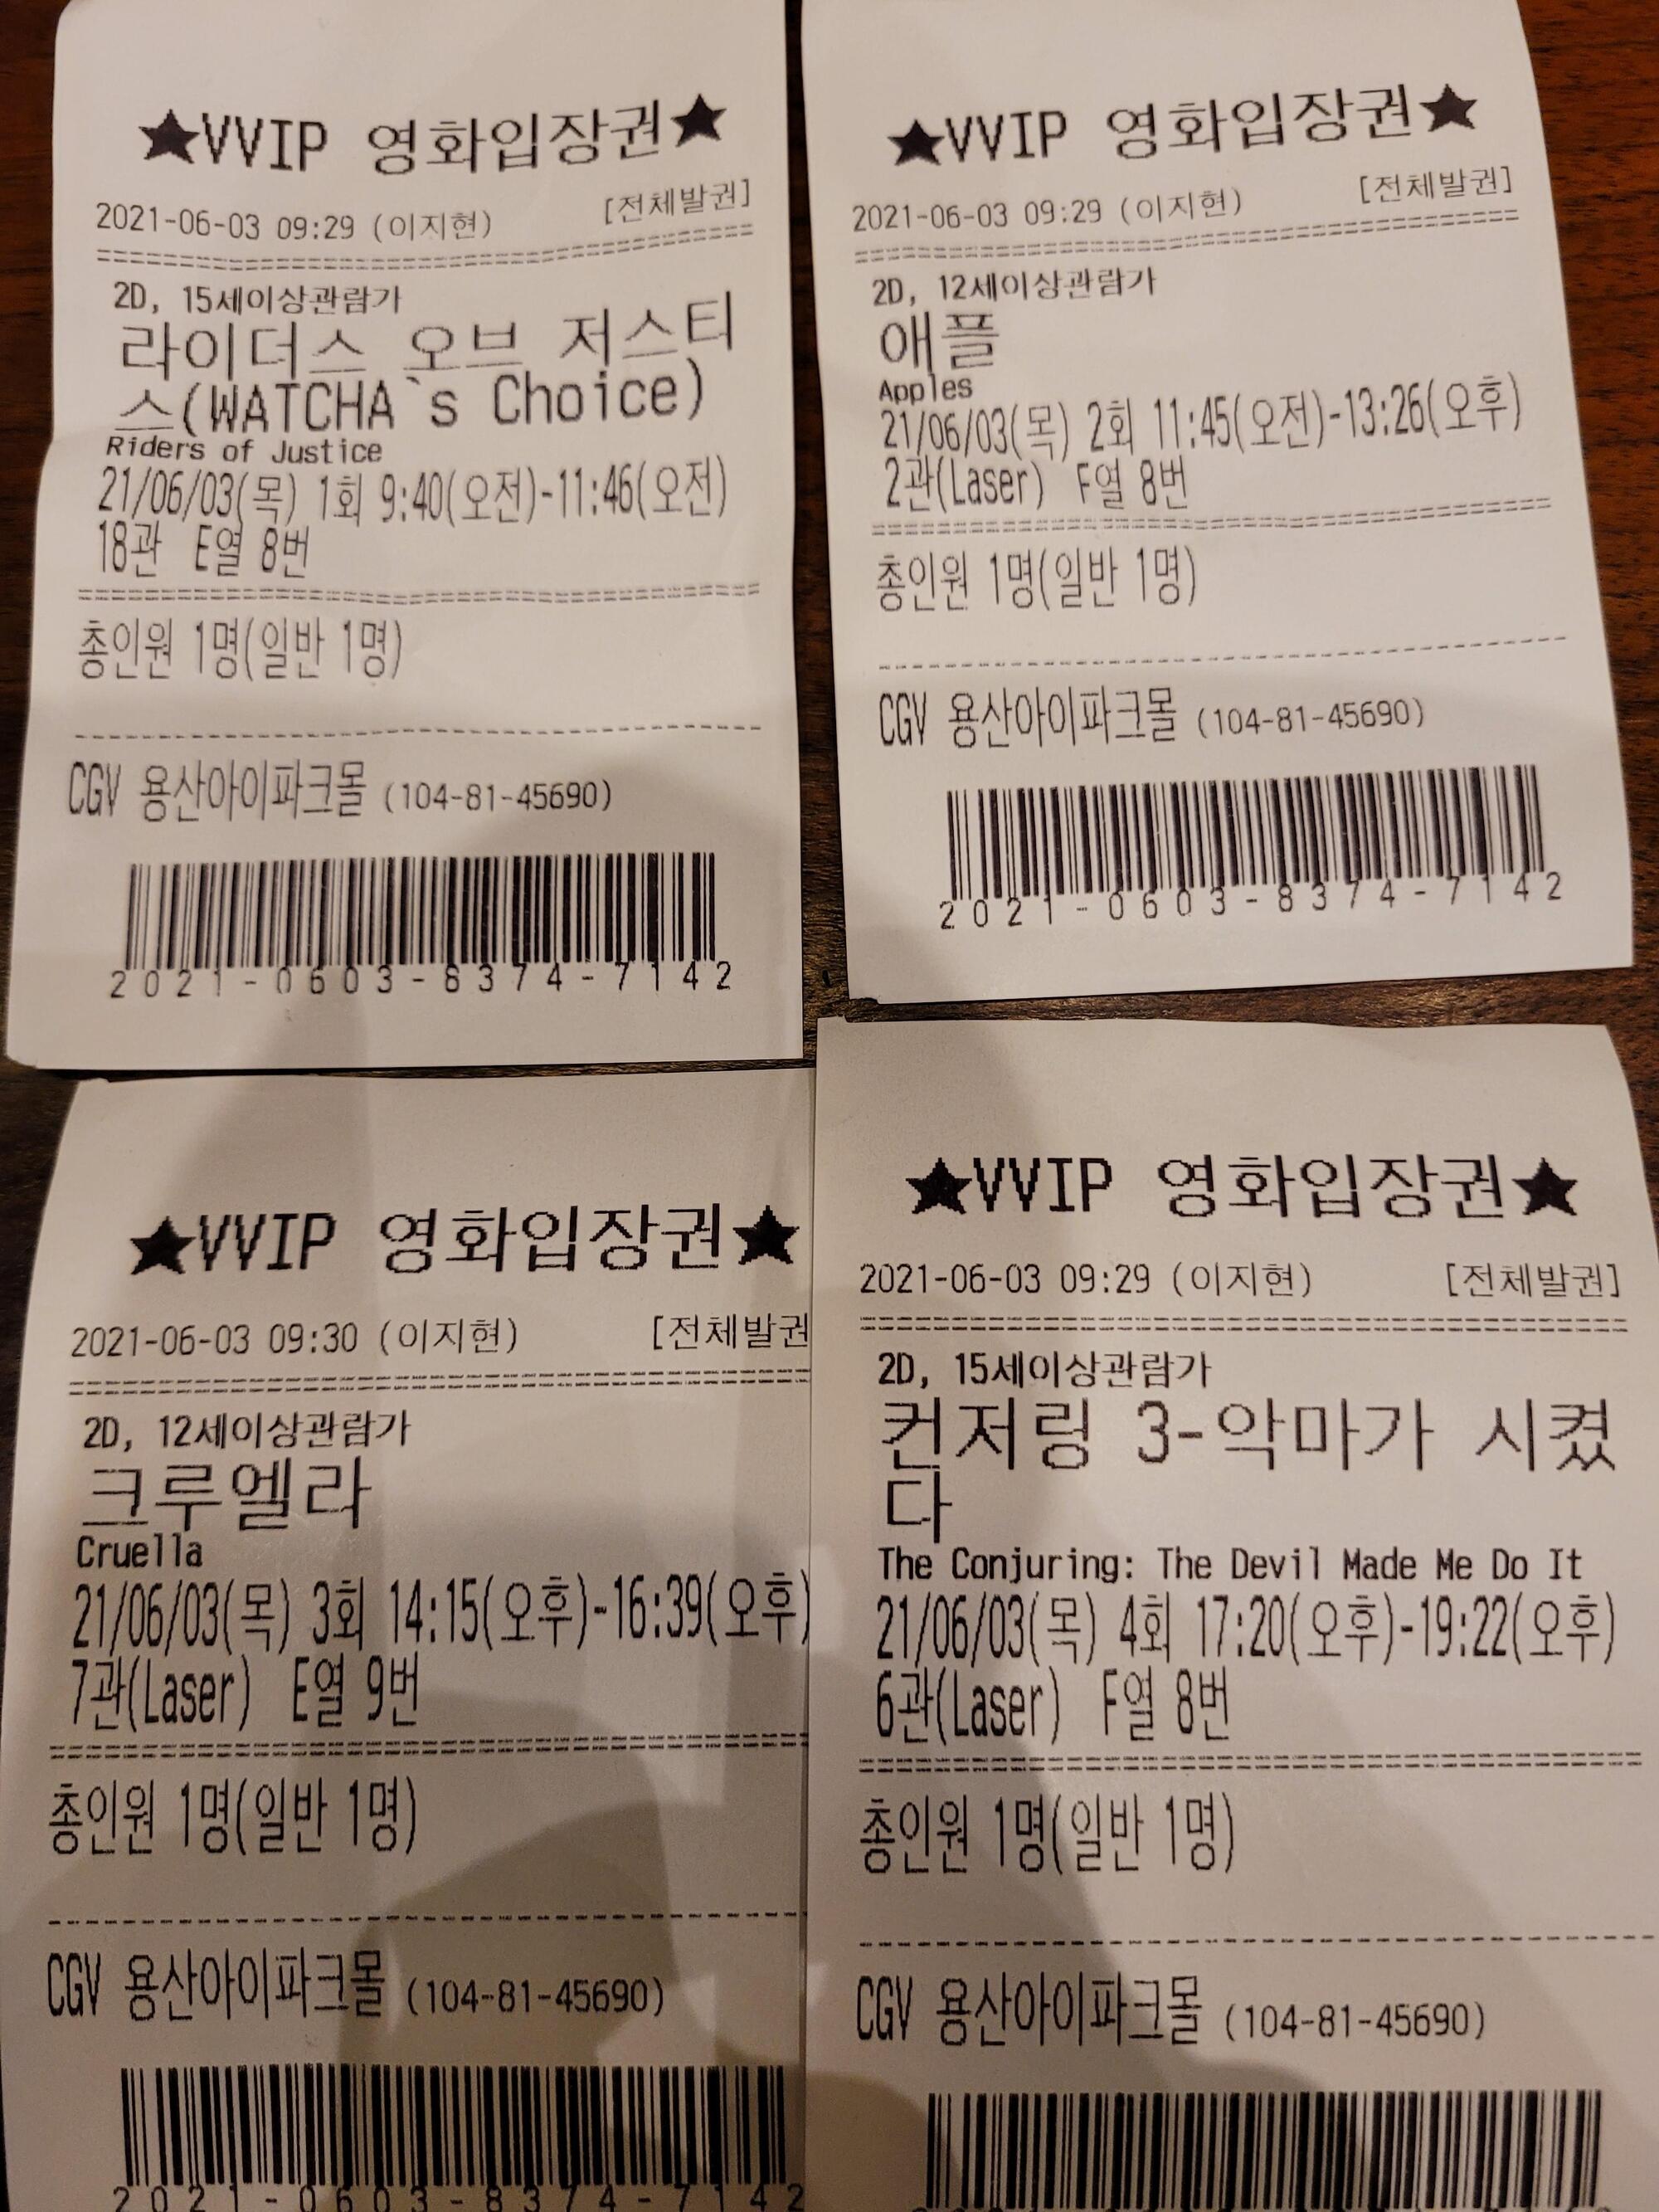 ★VVIP 영화입장권★
2021-06-03 09:29 (이지현) [전체발권]
2D, 15세이상관람가
라이더스 오브 저스티
스(WATCHA`s Choice)
Riders of Justice
21/06/03(목) 1회 9:40(오전)-11:46(오전)
18관 E열 8번
총인원 1명(일반 1명)
CGV 용산아이파크몰 (104-81-45690)
2021-0603-8374-7142
★VVIP 영화입장권★
2021-06-03 09:29 (이지현) [전체발권]
2D, 12세이상관람가
애플
Apples
21/06/03(목) 2회 11:45(오전)-13:26(오후)
2관(Laser) F열 8번
총인원 1명(일반 1명)
CGV 용산아이파크몰 (104-81-45690)
2021-0603-8374-7142
★VVIP 영화입장권★
2021-06-03 09:30 (이지현) [전체발권
2D, 12세이상관람가
크루엘라
Cruella
21/06/03(목) 3회 14:15(오후)-16:39(오후)
7관(Laser) E열 9번
총인원 1명(일반 1명)
CGV 용산아이파크몰 (104-81-45690)
2021-0603-8374-7142
★VVIP 영화입장권★
2021-06-03 09:29 (이지현) [전체발권]
2D, 15세이상관람가
컨저링 3-악마가 시켰
다
The Conjuring: The Devil Made Me Do It
21/06/03(목) 4회 17:20(오후)-19:22(오후)
6관(Laser) F열 8번
총인원 1명(일반 1명)
CGV 용산아이파크몰 (104-81-45690)